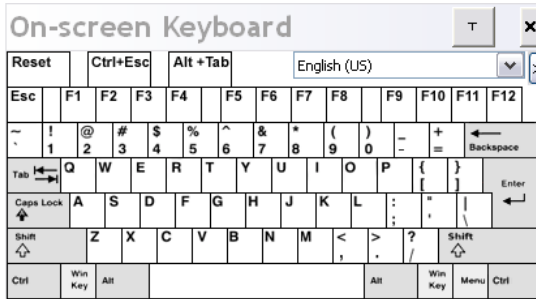 On-screen Keyboard T x
Reset Ctrl+Esc Alt +Tab English (US)
Esc F1 F2 F3 F4 F5 F6 F7 F8 F9 F10 F11 F12
~ ! @ # $ % ^ & * ( ) _ +
` 1 2 3 4 5 6 7 8 9 0 - = Backspace
Tab Q W E R T Y U I O P { }
[ ] Enter
Caps Lock A S D F G H J K L : " |
; ' \
Shift Z X C V B N M < > ? Shift
, . /
Ctrl Win Key Alt Alt Win Key Menu Ctrl